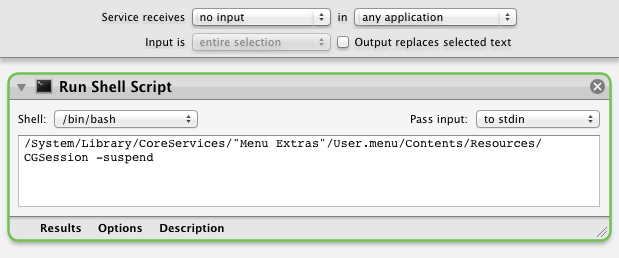 Service receives no input in any application
Input is entire selection Output replaces selected text
Run Shell Script
Shell: /bin/bash Pass input: to stdin
/System/Library/CoreServices/"Menu Extras"/User.menu/Contents/Resources/
CGSession -suspend
Results Options Description